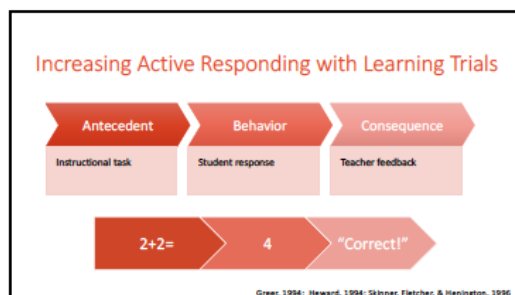 Increasing Active Responding with Learning Trials
Antecedent
Behavior
Consequence
Instructional task
Student response
Teacher feedback
2+2=
4
"Correct!"
Greer, 1994; Heward, 1994; Skinner, Fletcher, & Henington, 1996